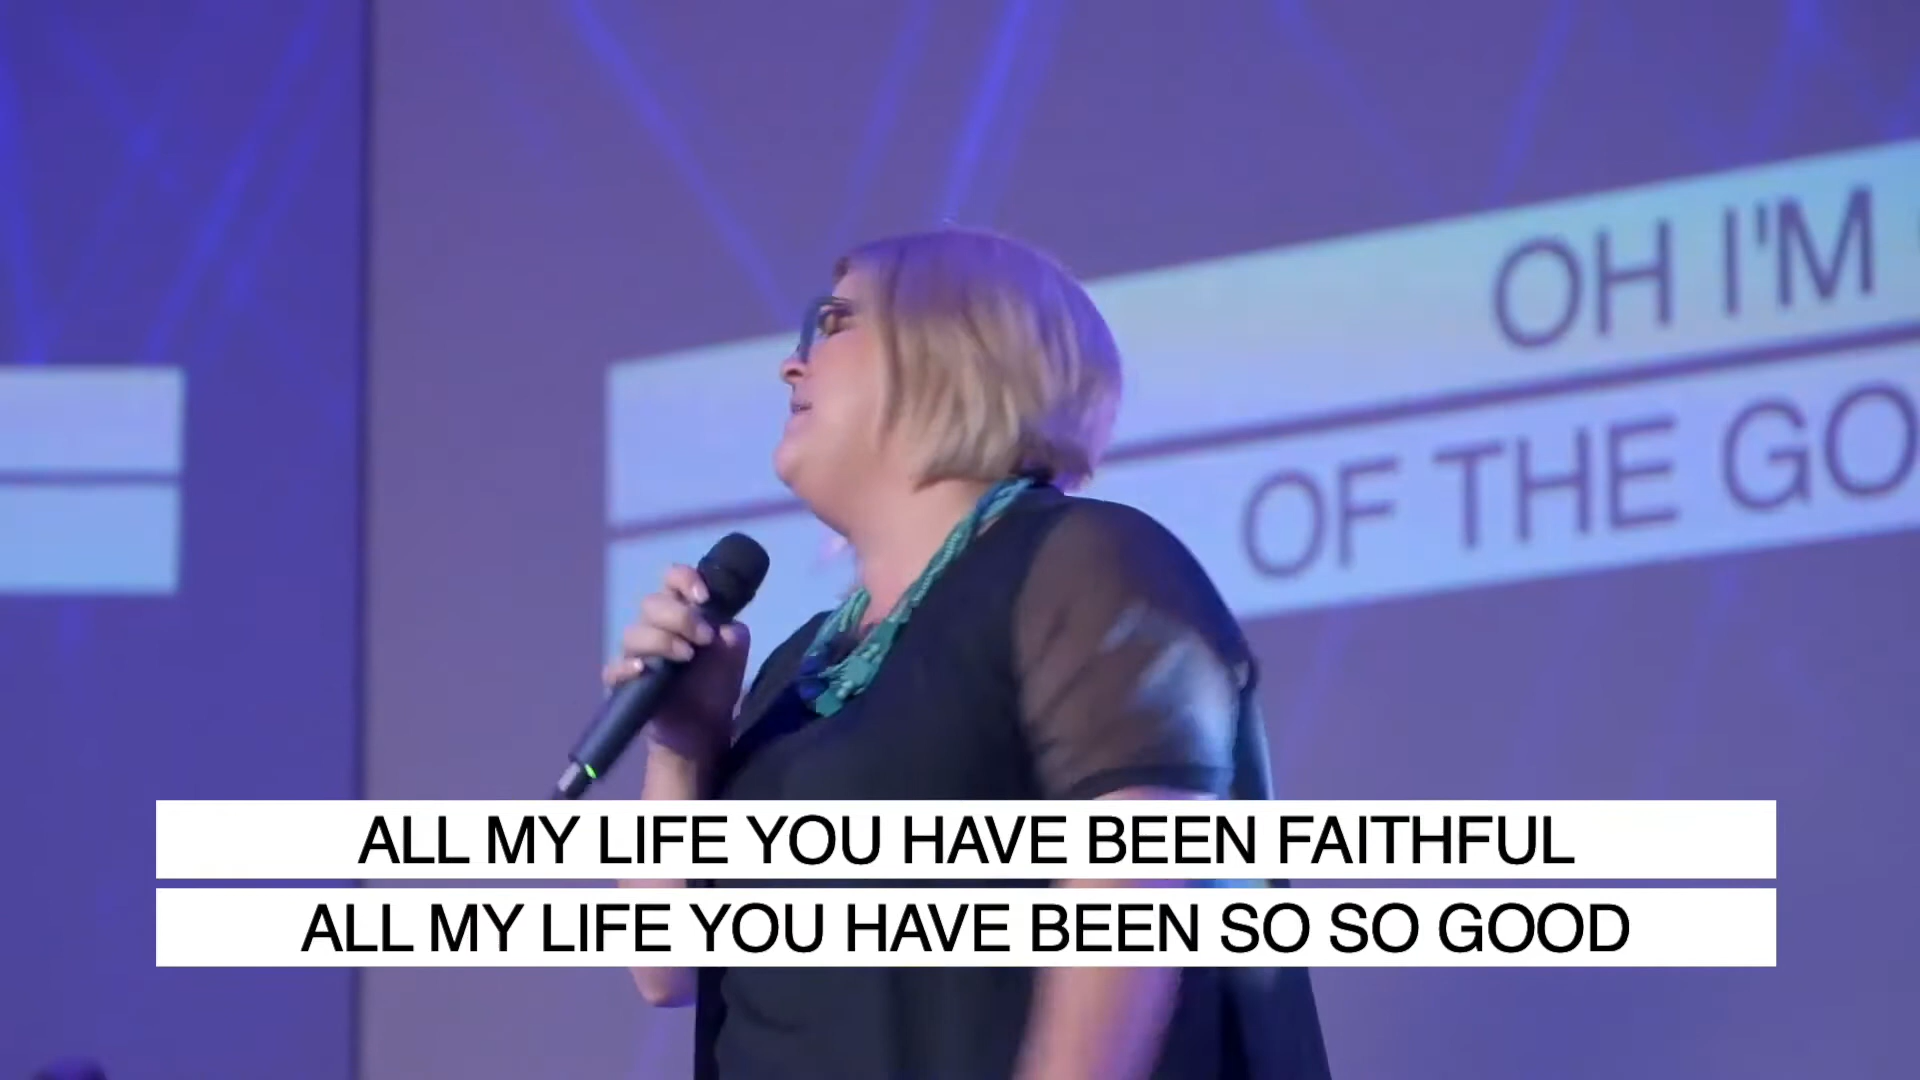 OH I'M
OF THE GO
ALL MY LIFE YOU HAVE BEEN FAITHFUL
ALL MY LIFE YOU HAVE BEEN SO SO GOOD